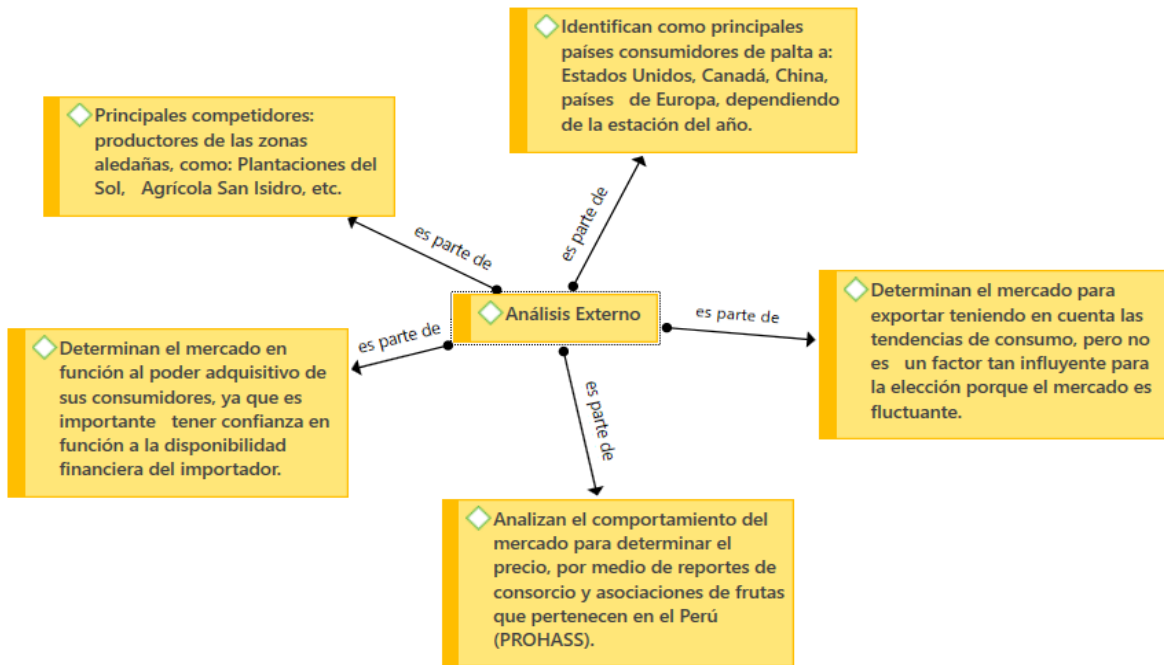 Identifican como principales
países consumidores de palta a:
Estados Unidos, Canadá, China,
países de Europa, dependiendo
de la estación del año.
Principales competidores:
productores de las zonas
aledañas, como: Plantaciones del
Sol, Agrícola San Isidro, etc.
es parte de
es parte de
Análisis Externo
es parte de
Determinan el mercado para
exportar teniendo en cuenta las
tendencias de consumo, pero no
es un factor tan influyente para
la elección porque el mercado es
fluctuante.
es parte de
Determinan el mercado en
función al poder adquisitivo de
sus consumidores, ya que es
importante tener confianza en
función a la disponibilidad
financiera del importador.
es parte de
Analizan el comportamiento del
mercado para determinar el
precio, por medio de reportes de
consorcio y asociaciones de frutas
que pertenecen en el Perú
(PROHASS).